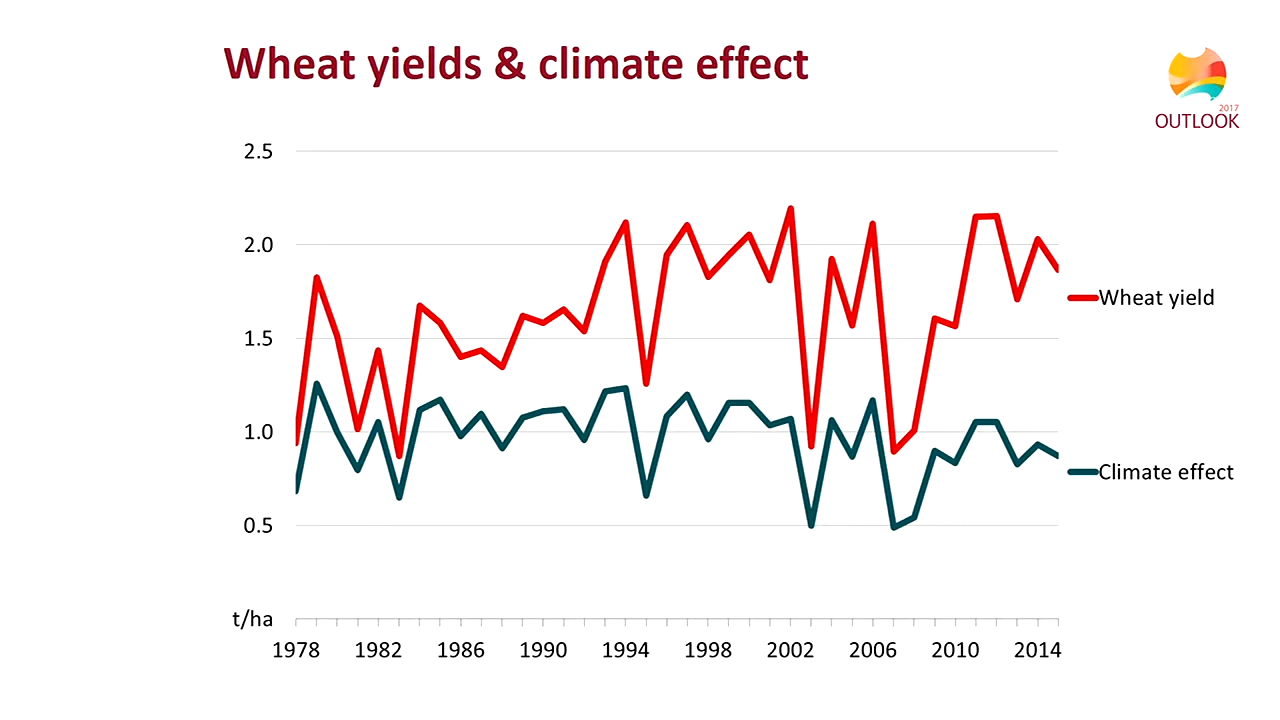 Wheat yields & climate effect
2017
OUTLOOK
2.5
2.0
1.5
1.0
0.5
t/ha
Wheat yield
Climate effect
1978 1982 1986 1990 1994 1998 2002 2006 2010 2014